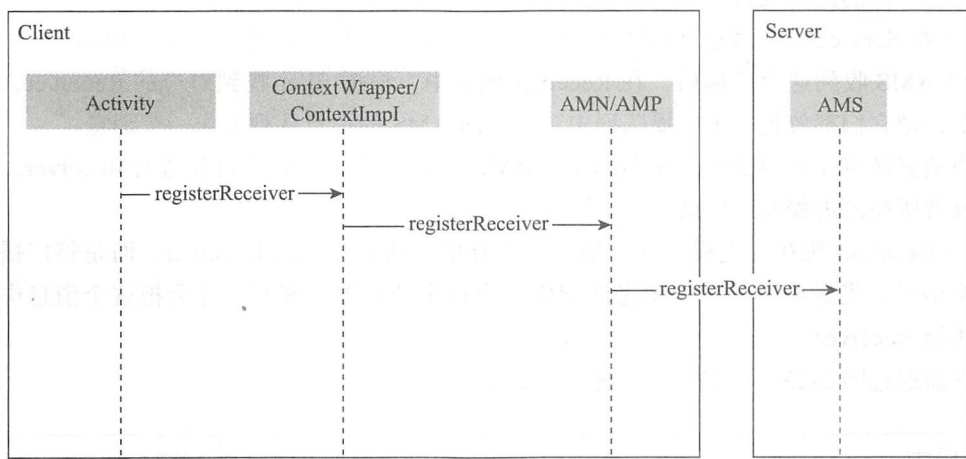 Client
Server
Activity
ContextWrapper/
ContextImpl
AMN/AMP
AMS
registerReceiver
registerReceiver
registerReceiver